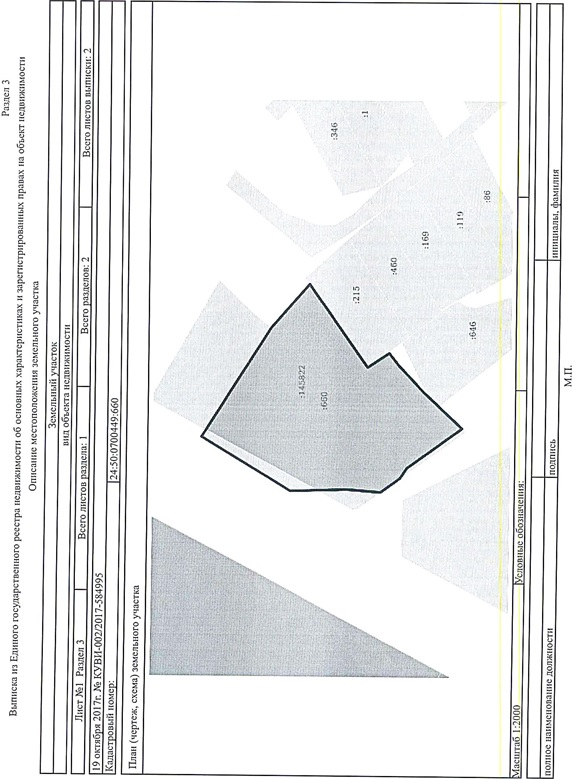 Раздел 3
Выписка из Единого государственного реестра недвижимости об основных характеристиках и зарегистрированных правах на объект недвижимости
Описание местоположения земельного участка
Земельный участок
вид объекта недвижимости
Лист №1 Раздел 3 Всего листов раздела: 1 Всего разделов: 2 Всего листов выписки: 2
19 октября 2017г. № КУВИ-002/2017-584995
Кадастровый номер: 24:50:0700449:660
План (чертеж, схема) земельного участка
:346
:1
:145822
:660
:215
:460
:169
:119
:86
:646
Масштаб 1:2000 Условные обозначения:
полное наименование должности подпись инициалы, фамилия
М.П.